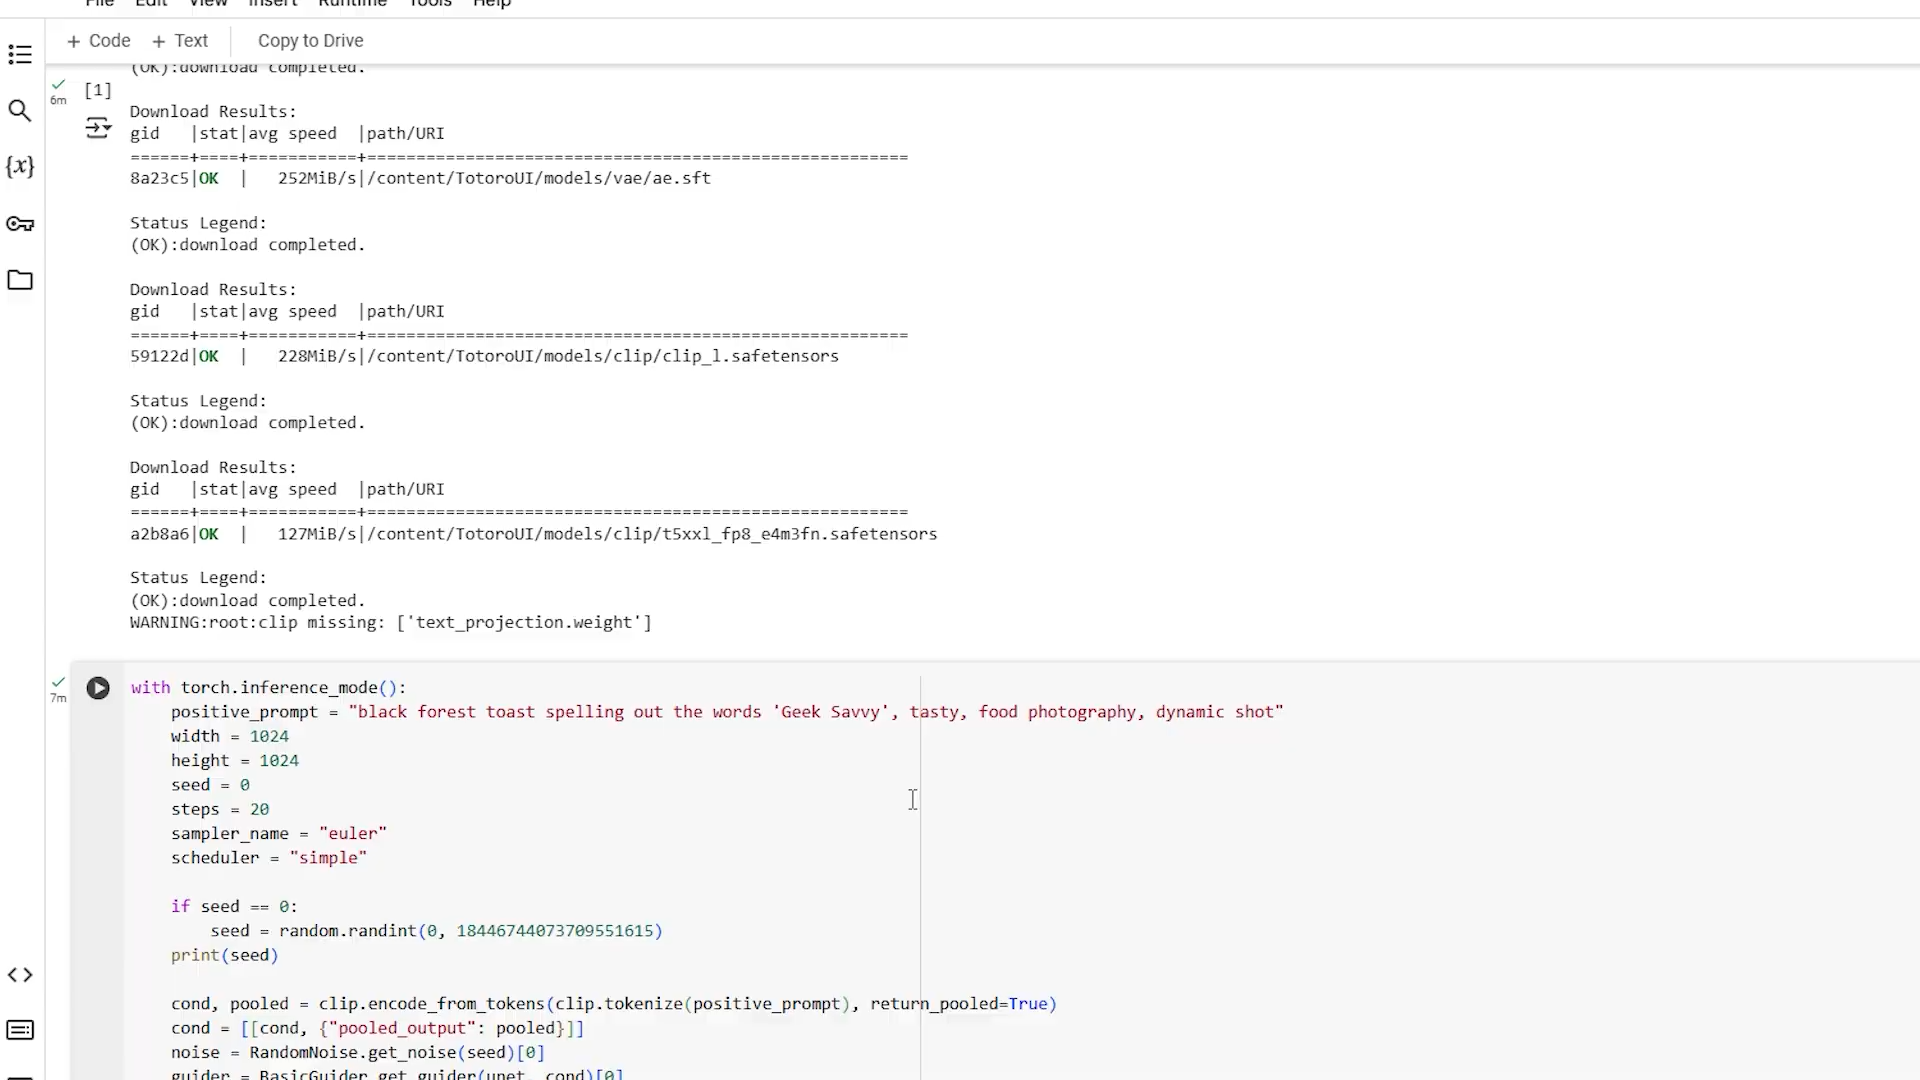 File Edit View Insert Runtime Tools Help
+ Code + Text Copy to Drive
(OK):download completed.
6m [1]
Download Results:
gid |stat|avg speed |path/URI
======+====+===========+=======================================================
8a23c5|OK | 252MiB/s|/content/TotoroUI/models/vae/ae.sft
Status Legend:
(OK):download completed.
Download Results:
gid |stat|avg speed |path/URI
======+====+===========+=======================================================
59122d|OK | 228MiB/s|/content/TotoroUI/models/clip/clip_l.safetensors
Status Legend:
(OK):download completed.
Download Results:
gid |stat|avg speed |path/URI
======+====+===========+=======================================================
a2b8a6|OK | 127MiB/s|/content/TotoroUI/models/clip/t5xxl_fp8_e4m3fn.safetensors
Status Legend:
(OK):download completed.
WARNING:root:clip missing: ['text_projection.weight']
7m
with torch.inference_mode():
    positive_prompt = "black forest toast spelling out the words 'Geek Savvy', tasty, food photography, dynamic shot"
    width = 1024
    height = 1024
    seed = 0
    steps = 20
    sampler_name = "euler"
    scheduler = "simple"
    if seed == 0:
        seed = random.randint(0, 18446744073709551615)
    print(seed)
    cond, pooled = clip.encode_from_tokens(clip.tokenize(positive_prompt), return_pooled=True)
    cond = [[cond, {"pooled_output": pooled}]]
    noise = RandomNoise.get_noise(seed)[0]
    guider = BasicGuider.get_guider(unet, cond)[0]